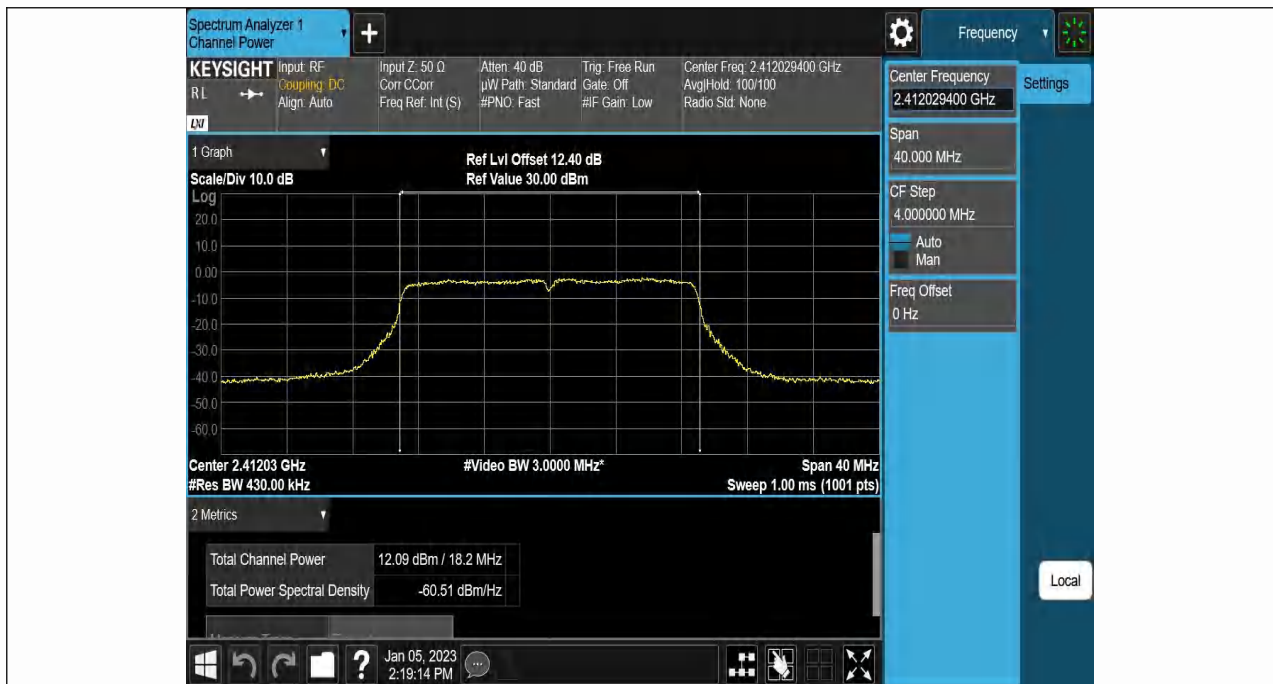 Spectrum Analyzer 1
Channel Power
+
Frequency
KEYSIGHT
RL
LXI
Input: RF
Coupling: DC
Align: Auto
Input Z: 50 Ω
Corr CCorr
Freq Ref: Int (S)
Atten: 40 dB
µW Path: Standard
#PNO: Fast
Trig: Free Run
Gate: Off
#IF Gain: Low
Center Freq: 2.412029400 GHz
Avg|Hold: 100/100
Radio Std: None
Center Frequency
2.412029400 GHz
Settings
Span
40.000 MHz
CF Step
4.000000 MHz
Auto
Man
Freq Offset
0 Hz
1 Graph
Ref Lvl Offset 12.40 dB
Scale/Div 10.0 dB
Ref Value 30.00 dBm
Log
20.0
10.0
0.00
-10.0
-20.0
-30.0
-40.0
-50.0
-60.0
Center 2.41203 GHz
#Video BW 3.0000 MHz*
Span 40 MHz
#Res BW 430.00 kHz
Sweep 1.00 ms (1001 pts)
2 Metrics
Total Channel Power
12.09 dBm / 18.2 MHz
Total Power Spectral Density
-60.51 dBm/Hz
Local
?
Jan 05, 2023
2:19:14 PM